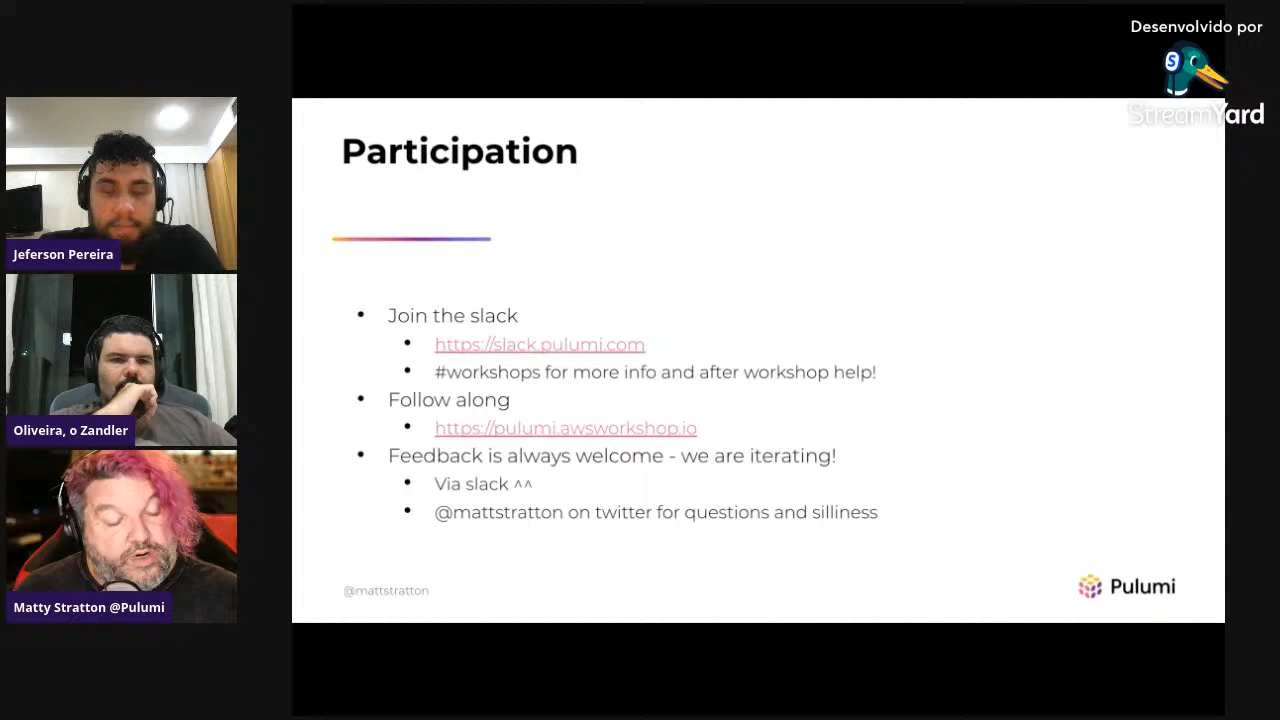 Desenvolvido por
S
StreamYard
Participation
Jeferson Pereira
• Join the slack
• https://slack.pulumi.com
• #workshops for more info and after workshop help!
• Follow along
• https://pulumi.awsworkshop.io
Oliveira, o Zandler
• Feedback is always welcome - we are iterating!
• Via slack ^^
• @mattstratton on twitter for questions and silliness
@mattstratton
Pulumi
Matty Stratton @Pulumi